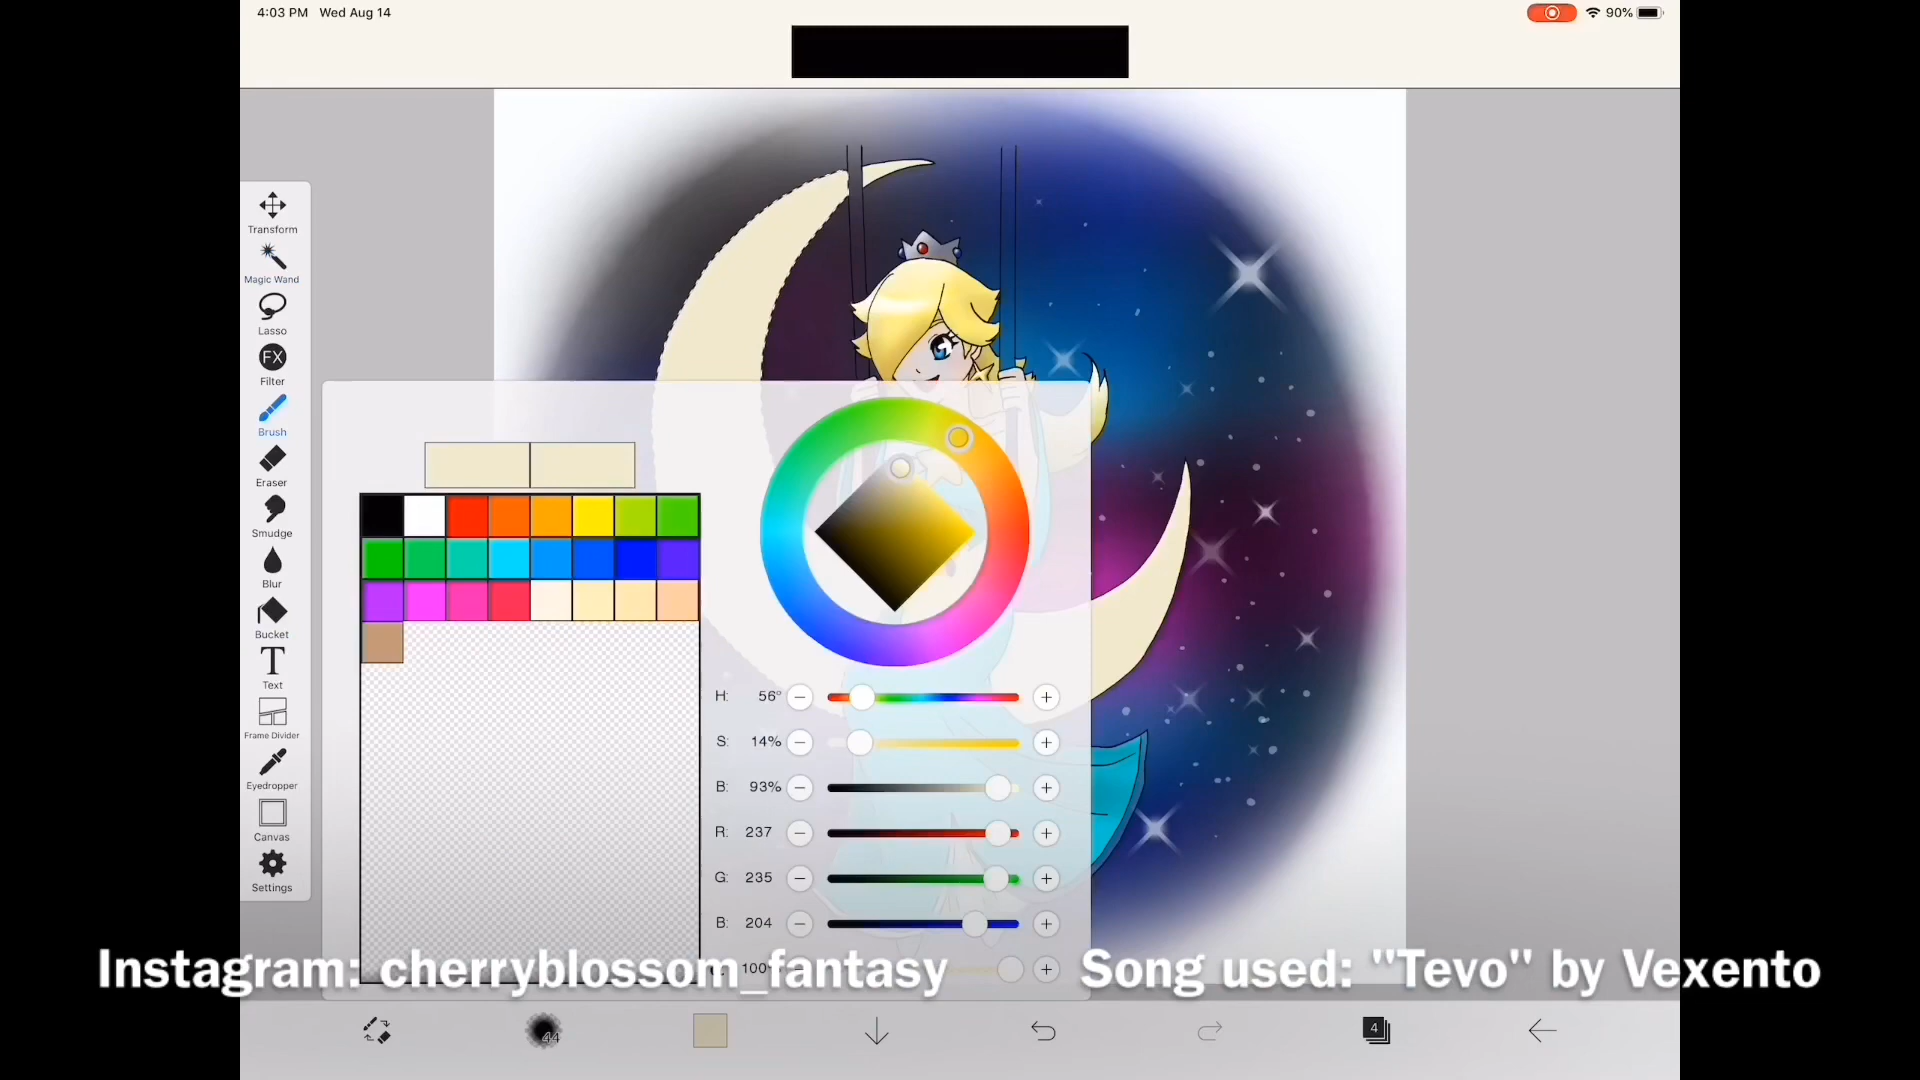 4:03 PM Wed Aug 14
90%
Transform
Magic Wand
Lasso
FX
Filter
Brush
Eraser
Smudge
Blur
Bucket
T
Text
Frame Divider
Eyedropper
Canvas
Settings
H: 56°
S: 14%
B: 93%
R: 237
G: 235
B: 204
100%
Instagram: cherryblossom_fantasy
Song used: "Tevo" by Vexento
44
4